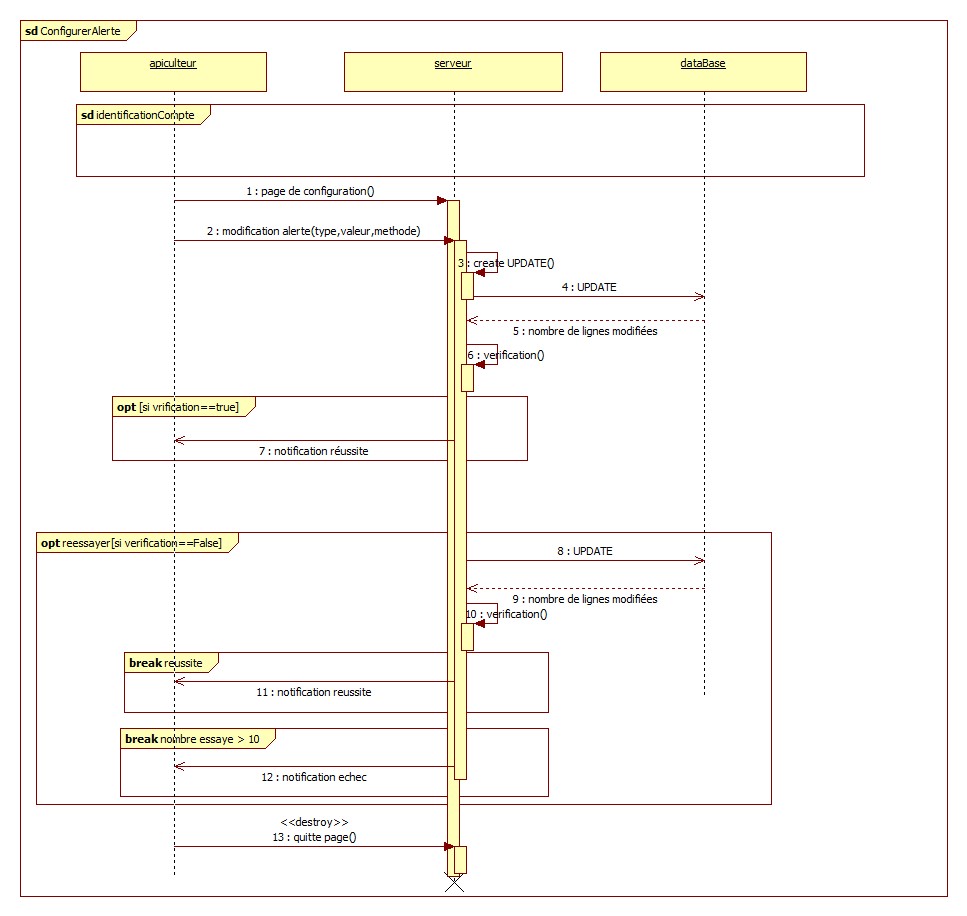 sd ConfigurerAlerte
apiculteur
serveur
dataBase
sd identificationCompte
1 : page de configuration()
2 : modification alerte(type,valeur,methode)
3 : create UPDATE()
4 : UPDATE
5 : nombre de lignes modifiées
6 : verification()
opt [si vrification==true]
7 : notification réussite
opt reessayer[si verification==False]
8 : UPDATE
9 : nombre de lignes modifiées
10 : verification()
break reussite
11 : notification reussite
break nombre essaye > 10
12 : notification echec
<<destroy>>
13 : quitte page()